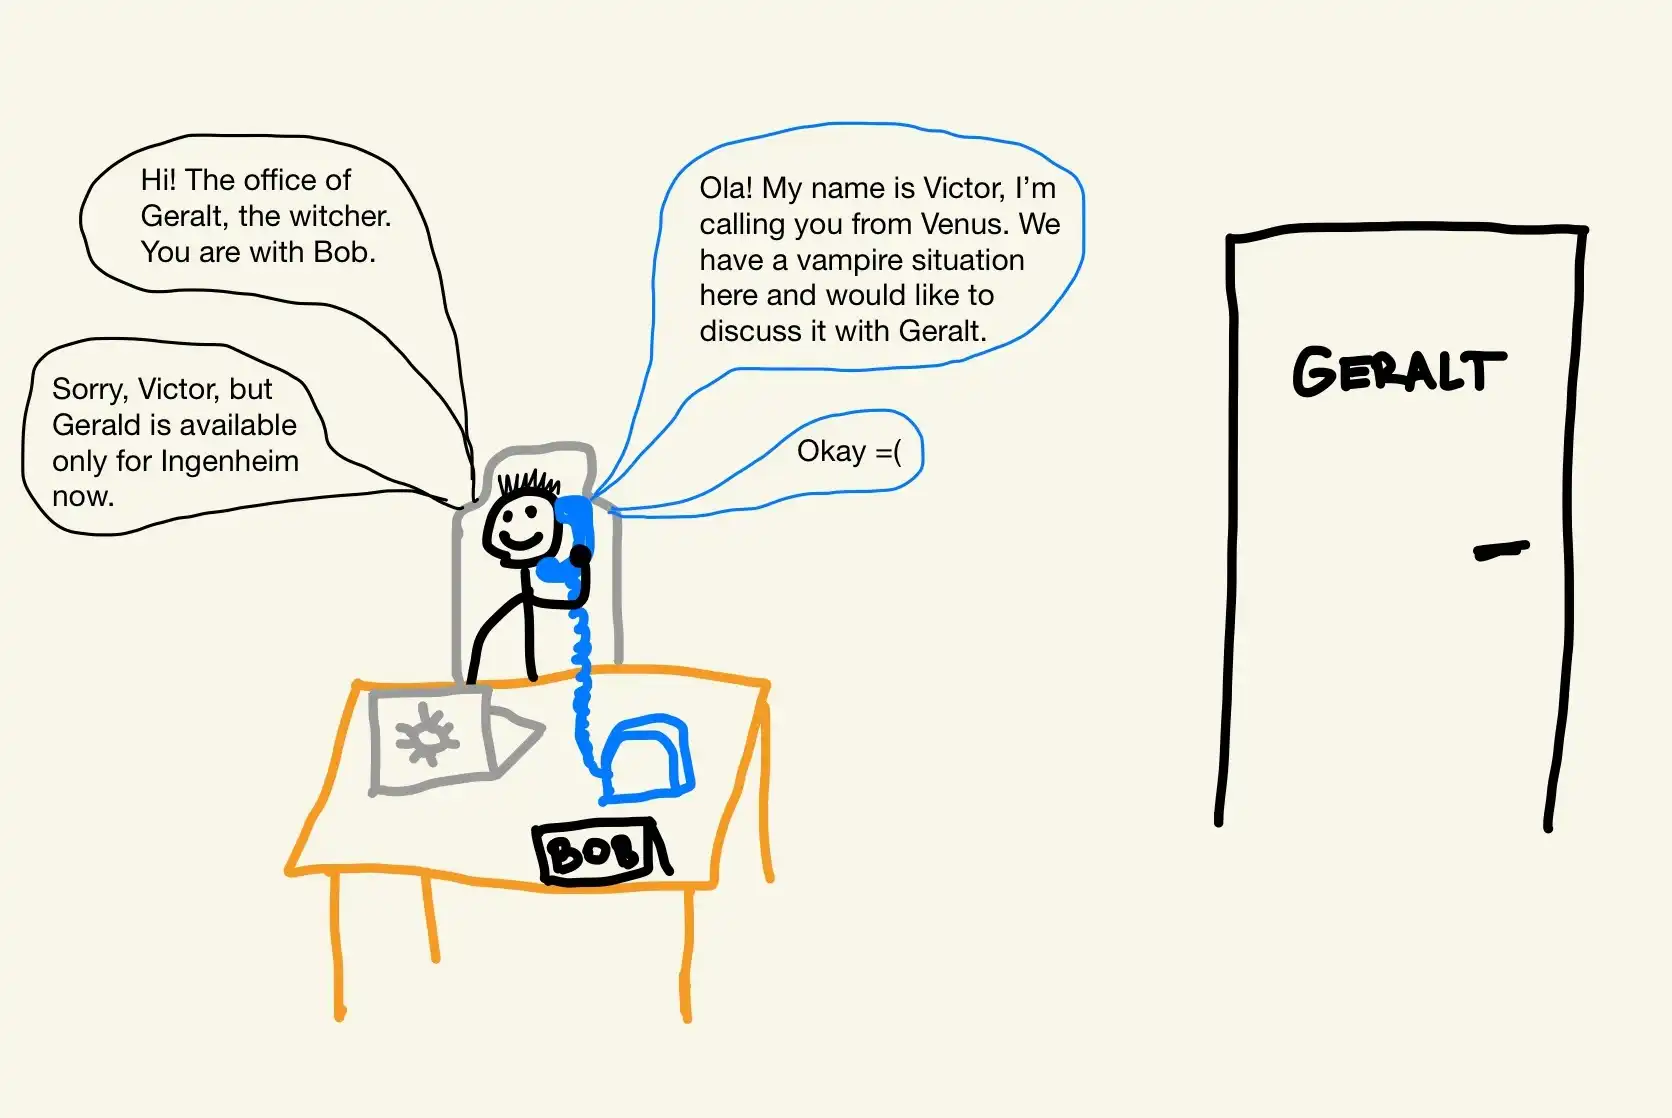 Hi! The office of
Geralt, the witcher.
You are with Bob.
Ola! My name is Victor, I’m
calling you from Venus. We
have a vampire situation
here and would like to
discuss it with Geralt.
Sorry, Victor, but
Gerald is available
only for Ingenheim
now.
Okay =(
GERALT
BOB